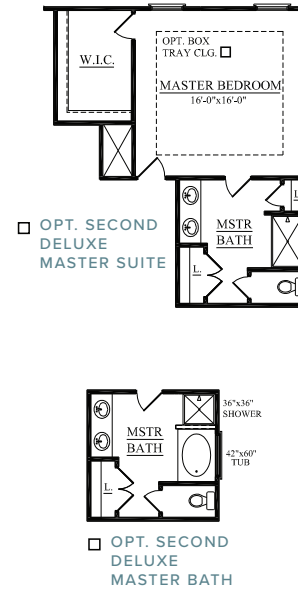 OPT. BOX
TRAY CLG.
W.I.C.
MASTER BEDROOM
16'-0"x16'-0"
OPT. SECOND
DELUXE
MASTER SUITE
MSTR
BATH
L.
36"x36"
SHOWER
MSTR
BATH
42"x60"
TUB
L.
OPT. SECOND
DELUXE
MASTER BATH